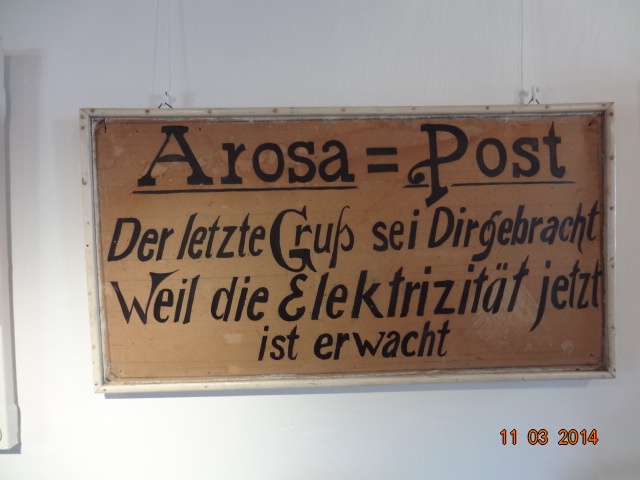 Arosa = Post
Der letzte Gruß sei Dir gebracht
Weil die Elektrizität jetzt
ist erwacht
11 03 2014